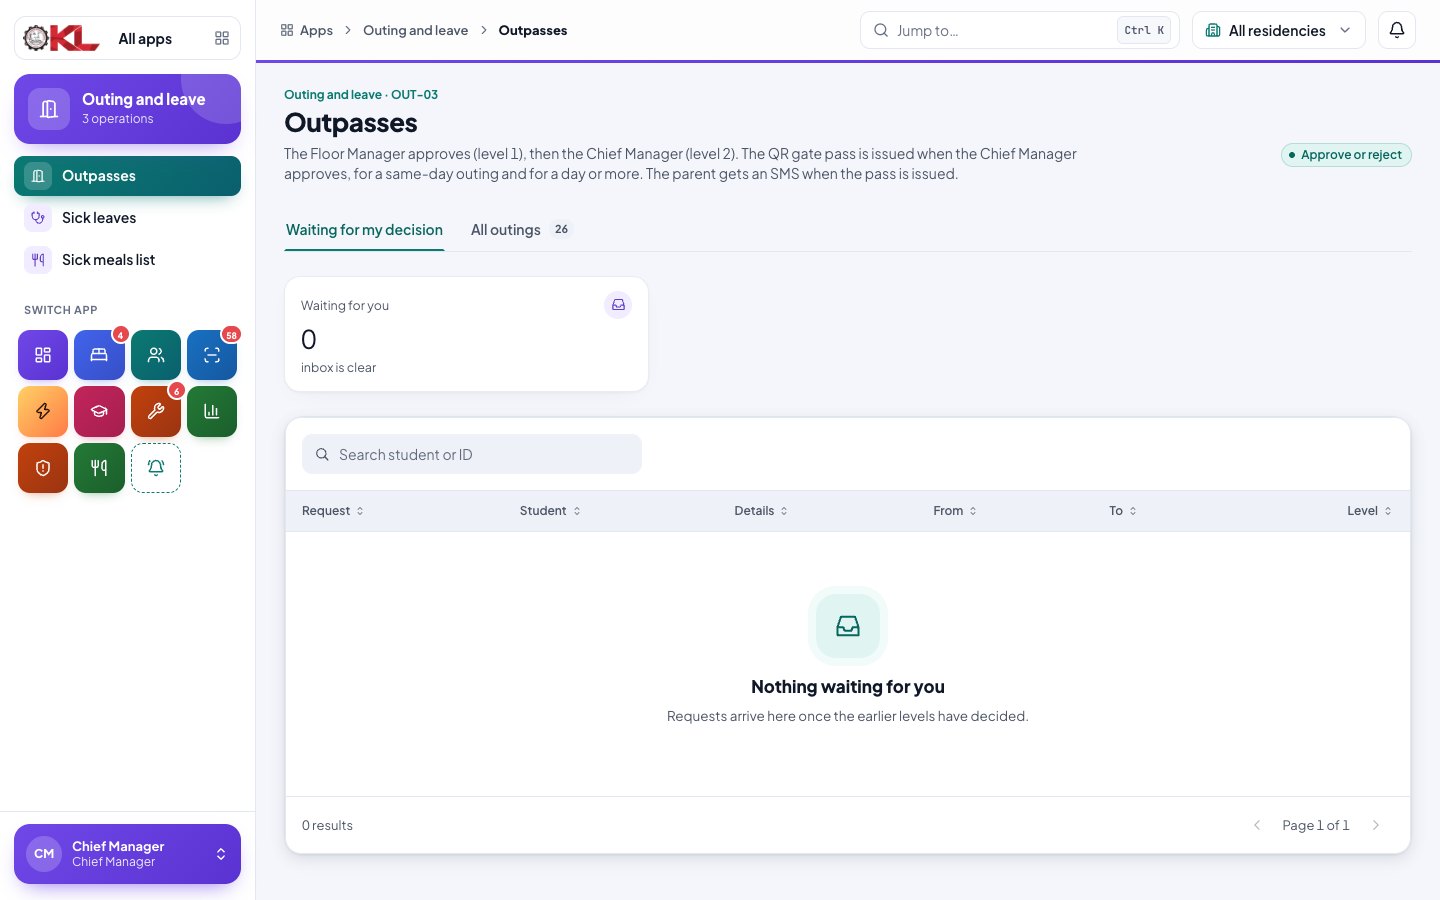 KL
All apps
Outing and leave
3 operations
Outpasses
Sick leaves
Sick meals list
SWITCH APP
4
58
6
CM
Chief Manager
Chief Manager
Apps
Outing and leave
Outpasses
Jump to...
Ctrl K
All residencies
Outing and leave · OUT-03
Outpasses
The Floor Manager approves (level 1), then the Chief Manager (level 2). The QR gate pass is issued when the Chief Manager
approves, for a same-day outing and for a day or more. The parent gets an SMS when the pass is issued.
Approve or reject
Waiting for my decision
All outings 26
Waiting for you
0
inbox is clear
Search student or ID
Request Student Details From To Level
Nothing waiting for you
Requests arrive here once the earlier levels have decided.
0 results
Page 1 of 1